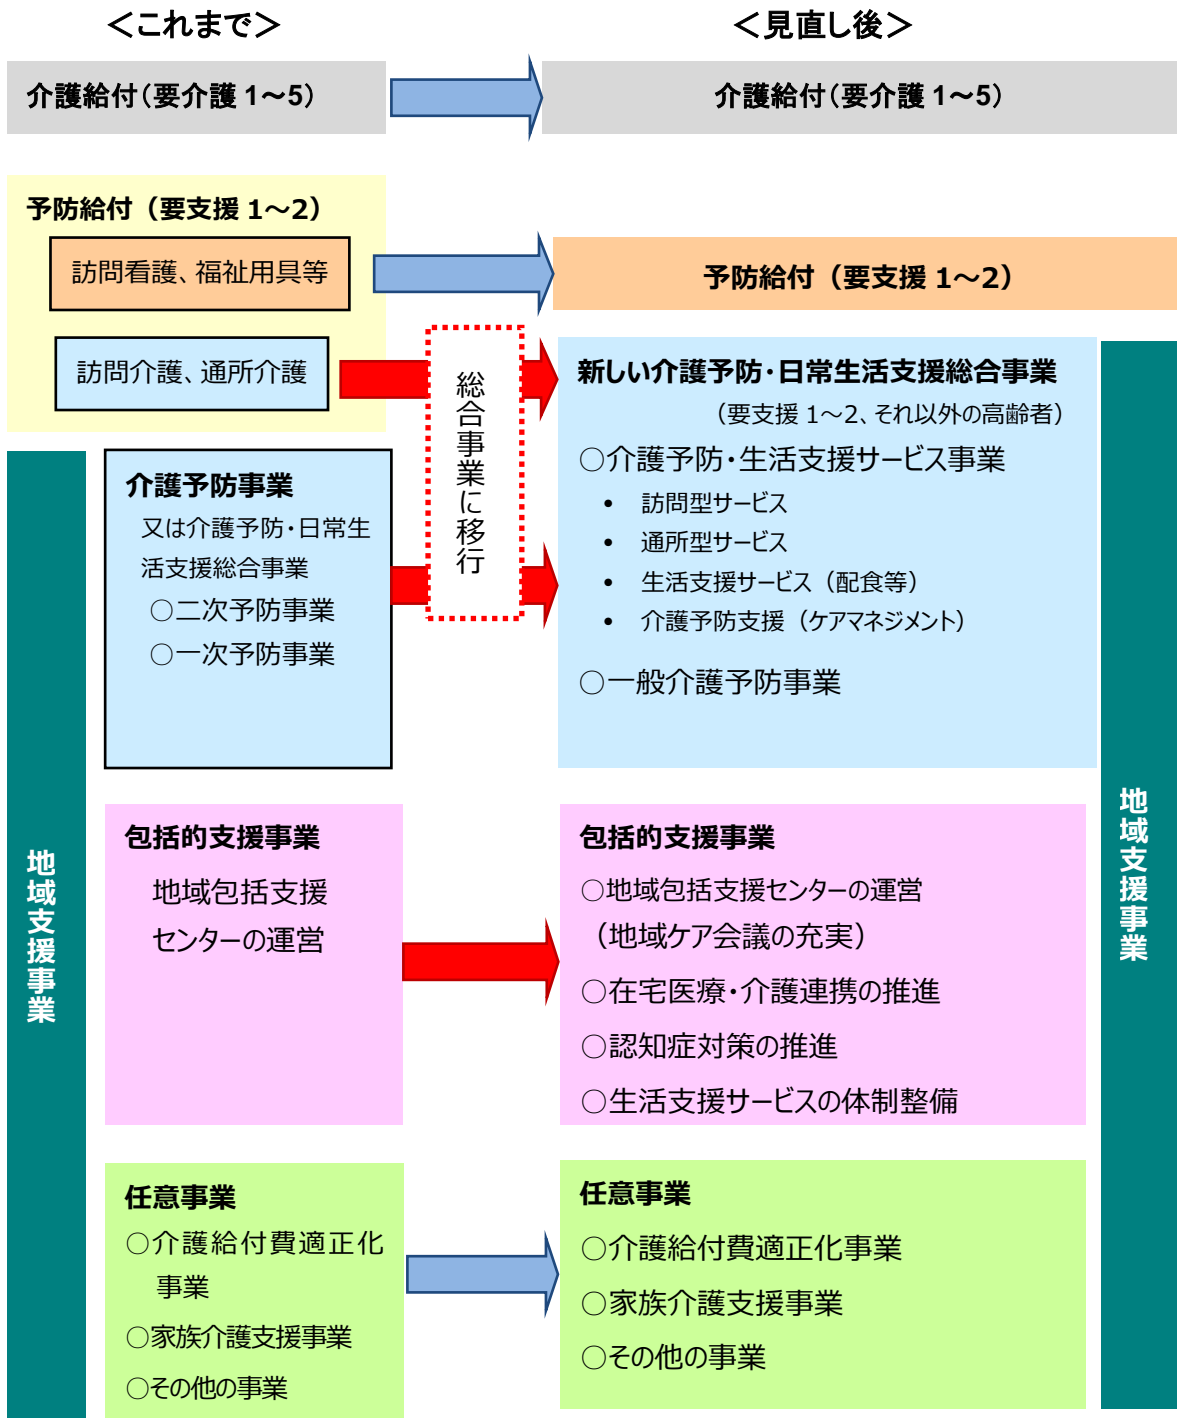 ＜これまで＞
＜見直し後＞
介護給付（要介護 1～5）
介護給付（要介護 1～5）
予防給付（要支援 1～2）
訪問看護、福祉用具等
予防給付（要支援 1～2）
訪問介護、通所介護
総合事業に移行
新しい介護予防・日常生活支援総合事業
（要支援 1～2、それ以外の高齢者）
○介護予防・生活支援サービス事業
• 訪問型サービス
• 通所型サービス
• 生活支援サービス（配食等）
• 介護予防支援（ケアマネジメント）
○一般介護予防事業
介護予防事業
又は介護予防・日常生
活支援総合事業
○二次予防事業
○一次予防事業
地域支援事業
地域支援事業
包括的支援事業
地域包括支援
センターの運営
包括的支援事業
○地域包括支援センターの運営
（地域ケア会議の充実）
○在宅医療・介護連携の推進
○認知症対策の推進
○生活支援サービスの体制整備
任意事業
○介護給付費適正化
事業
○家族介護支援事業
○その他の事業
任意事業
○介護給付費適正化事業
○家族介護支援事業
○その他の事業